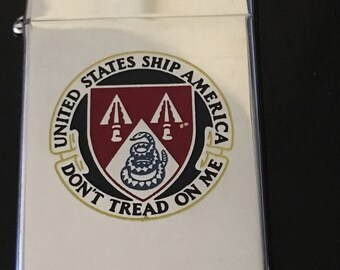 UNITED STATES SHIP AMERICA
DON'T TREAD ON ME